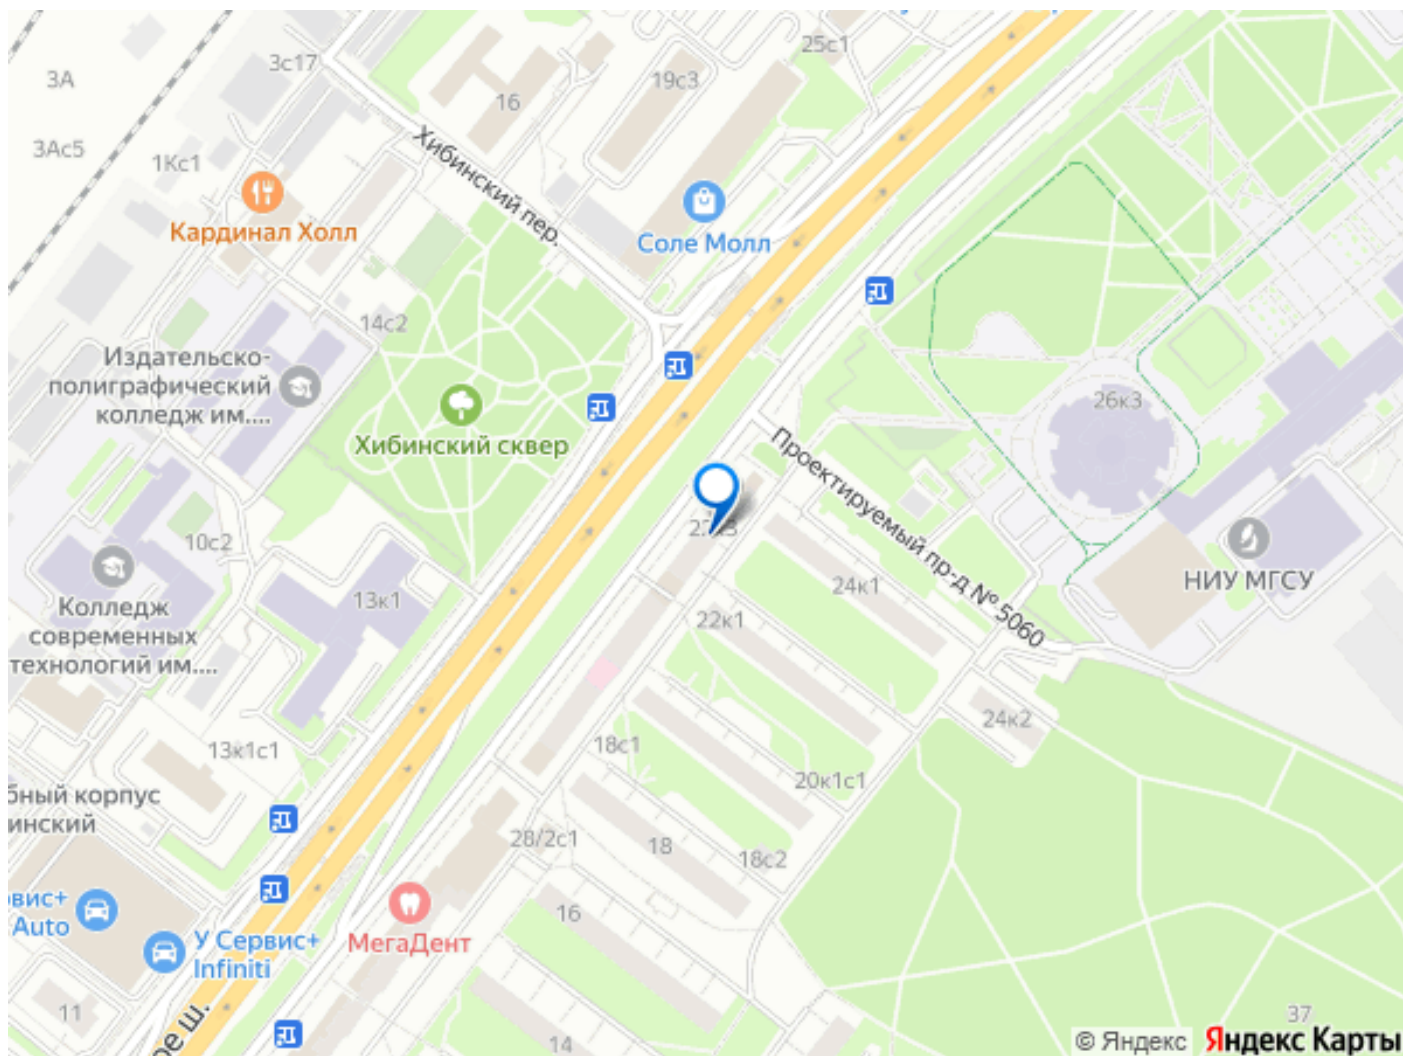 25с1
3с17
3А
19с3
16
3Ас5
1Кс1
Хибинский пер.
Кардинал Холл
Соле Молл
14с2
Издательско-
полиграфический
колледж им....
26к3
Хибинский сквер
Проектируемый пр-д № 5060
10с2
НИУ МГСУ
24к1
Колледж
современных
технологий им....
13к1
22к1
24к2
18с1
13к1с1
20к1с1
бный корпус
инский
28/2с1
18
18с2
рвис+
Auto
16
У Сервис+
Infiniti
МегаДент
11
ое ш.
37
14
© Яндекс
Яндекс Карты